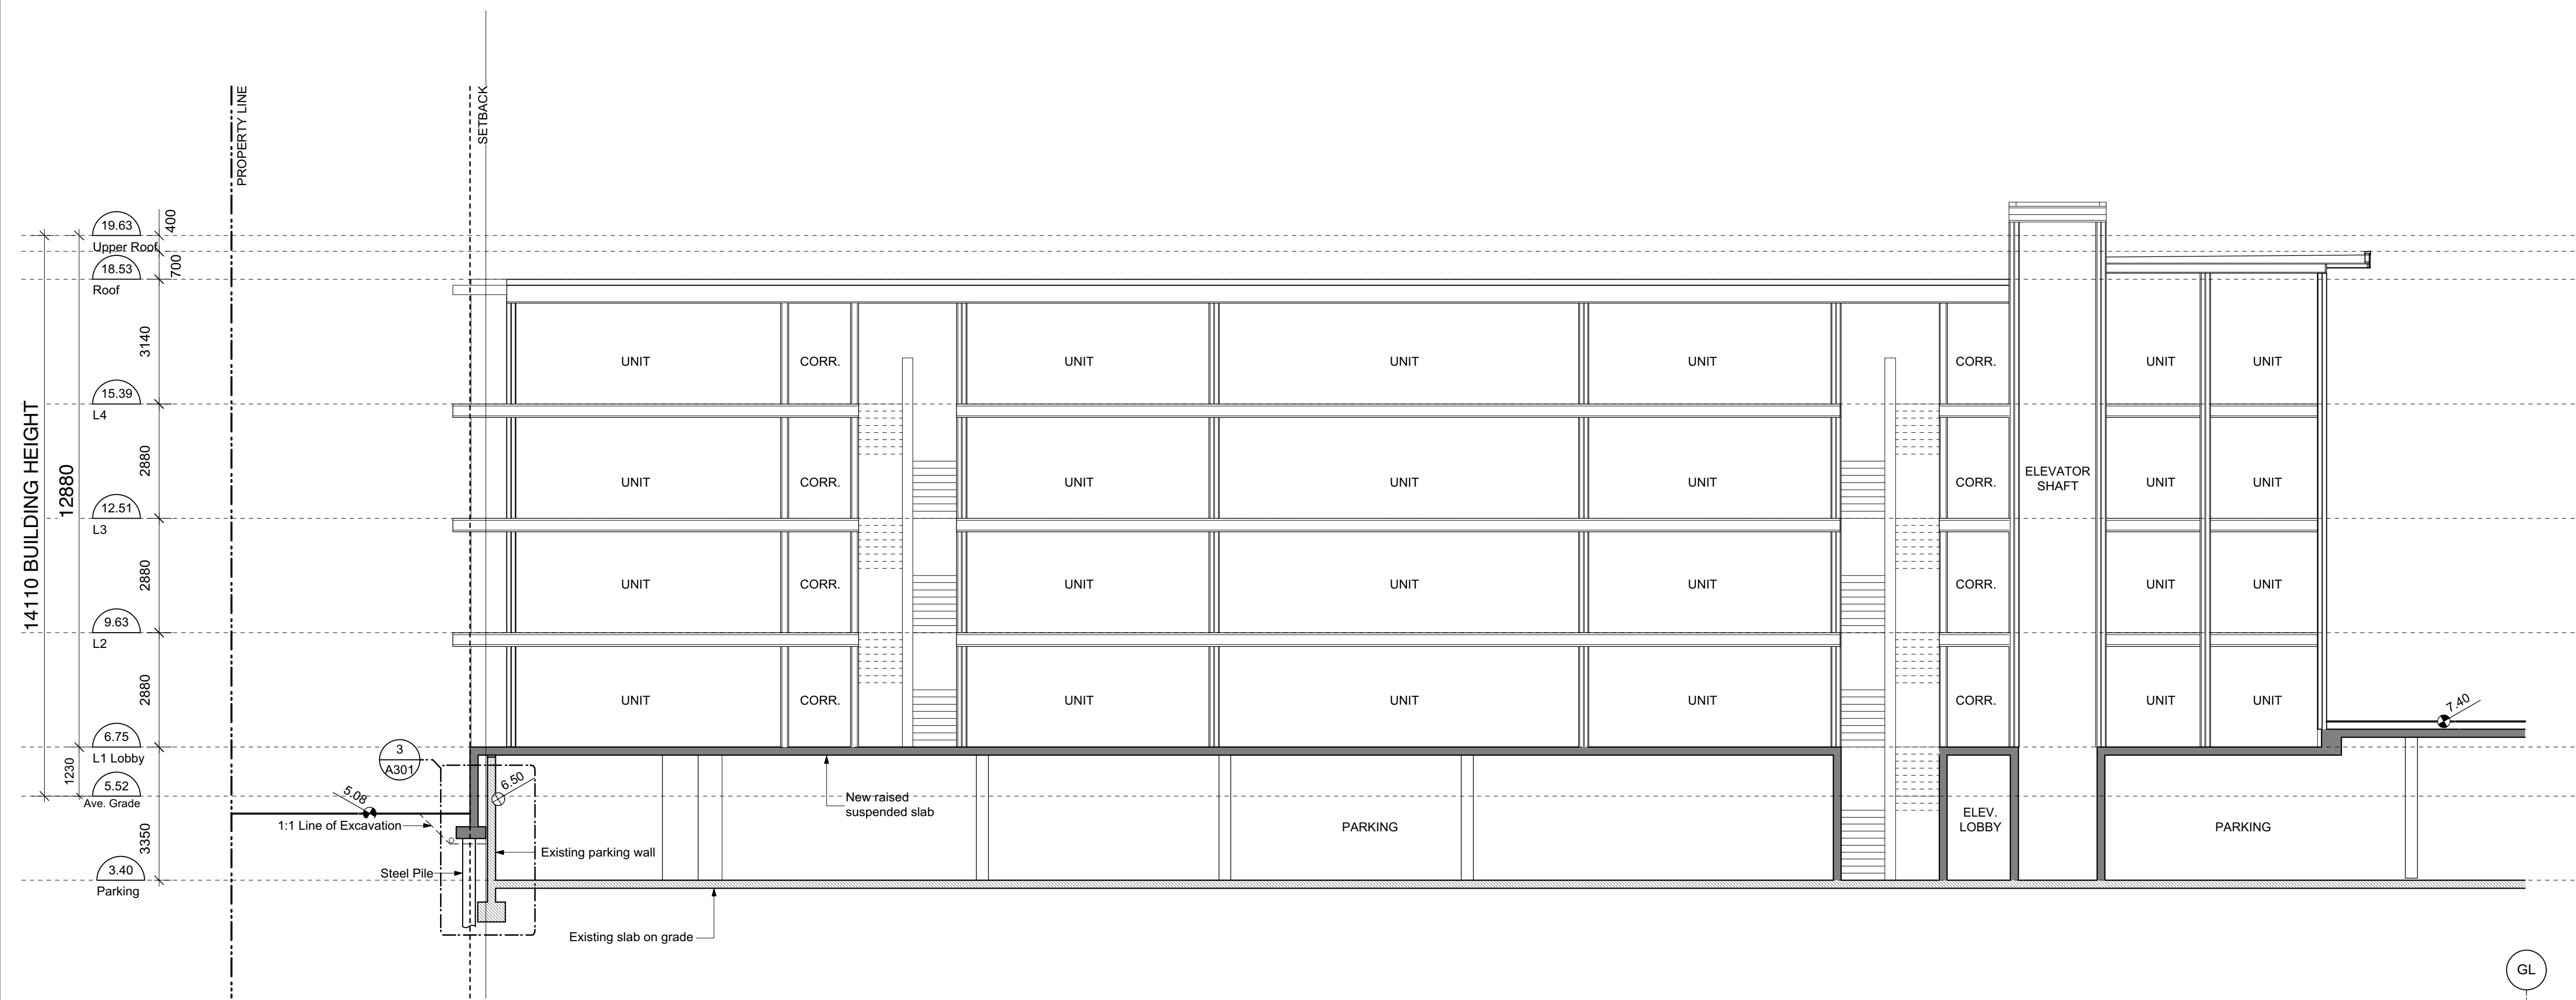 PROPERTY LINE
SETBACK
19.63
Upper Roof
400
18.53
Roof
700
3140
15.39
L4
2880
12.51
L3
2880
9.63
L2
2880
6.75
L1 Lobby
1230
5.52
Ave. Grade
3350
3.40
Parking
14110 BUILDING HEIGHT
12880
UNIT CORR. UNIT UNIT UNIT CORR. UNIT UNIT
UNIT CORR. UNIT UNIT UNIT CORR. UNIT UNIT
ELEVATOR
SHAFT
UNIT CORR. UNIT UNIT UNIT CORR. UNIT UNIT
UNIT CORR. UNIT UNIT UNIT CORR. UNIT UNIT
7.40
3
A301
6.50
5.08
1:1 Line of Excavation
New raised
suspended slab
PARKING
ELEV.
LOBBY
PARKING
Existing parking wall
Steel Pile
Existing slab on grade
GL